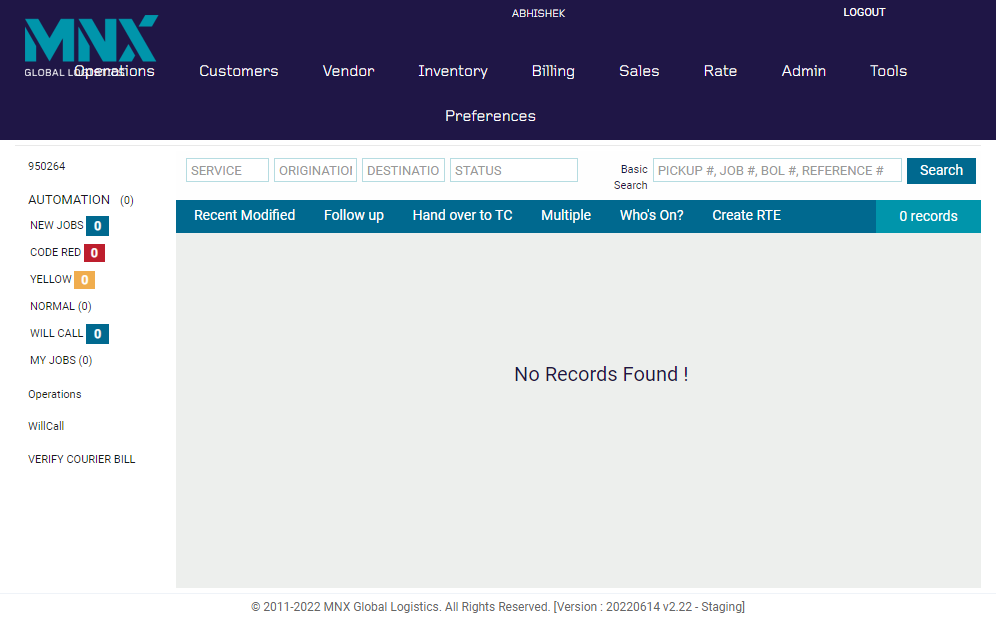 ABHISHEK
LOGOUT
MNX
GLOBAL LOGISTICS
Operations Customers Vendor Inventory Billing Sales Rate Admin Tools
Preferences
950264
AUTOMATION (0)
NEW JOBS 0
CODE RED 0
YELLOW 0
NORMAL (0)
WILL CALL 0
MY JOBS (0)
Operations
WillCall
VERIFY COURIER BILL
SERVICE ORIGINATIOI DESTINATIO STATUS
Basic
Search
PICKUP #, JOB #, BOL #, REFERENCE #
Search
Recent Modified Follow up Hand over to TC Multiple Who's On? Create RTE 0 records
No Records Found !
© 2011-2022 MNX Global Logistics. All Rights Reserved. [Version : 20220614 v2.22 - Staging]